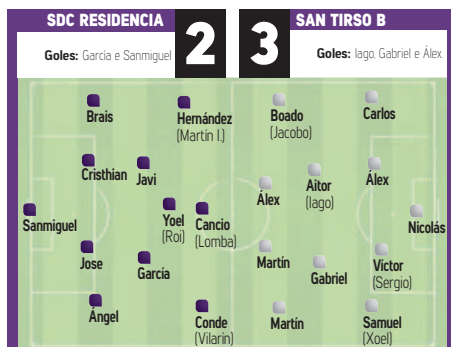 SDC RESIDENCIA
2
3
SAN TIRSO B
Goles: García e Sanmiguel
Goles: Iago, Gabriel e Álex
Brais
Hernández
(Martín I.)
Boado
(Jacobo)
Carlos
Cristhian
Javi
Álex
Aitor
(Iago)
Álex
Sanmiguel
Yoel
(Roi)
Cancio
(Lomba)
Nicolás
Jose
García
Martín
Gabriel
Víctor
(Sergio)
Ángel
Conde
(Vilarin)
Martín
Samuel
(Xoel)